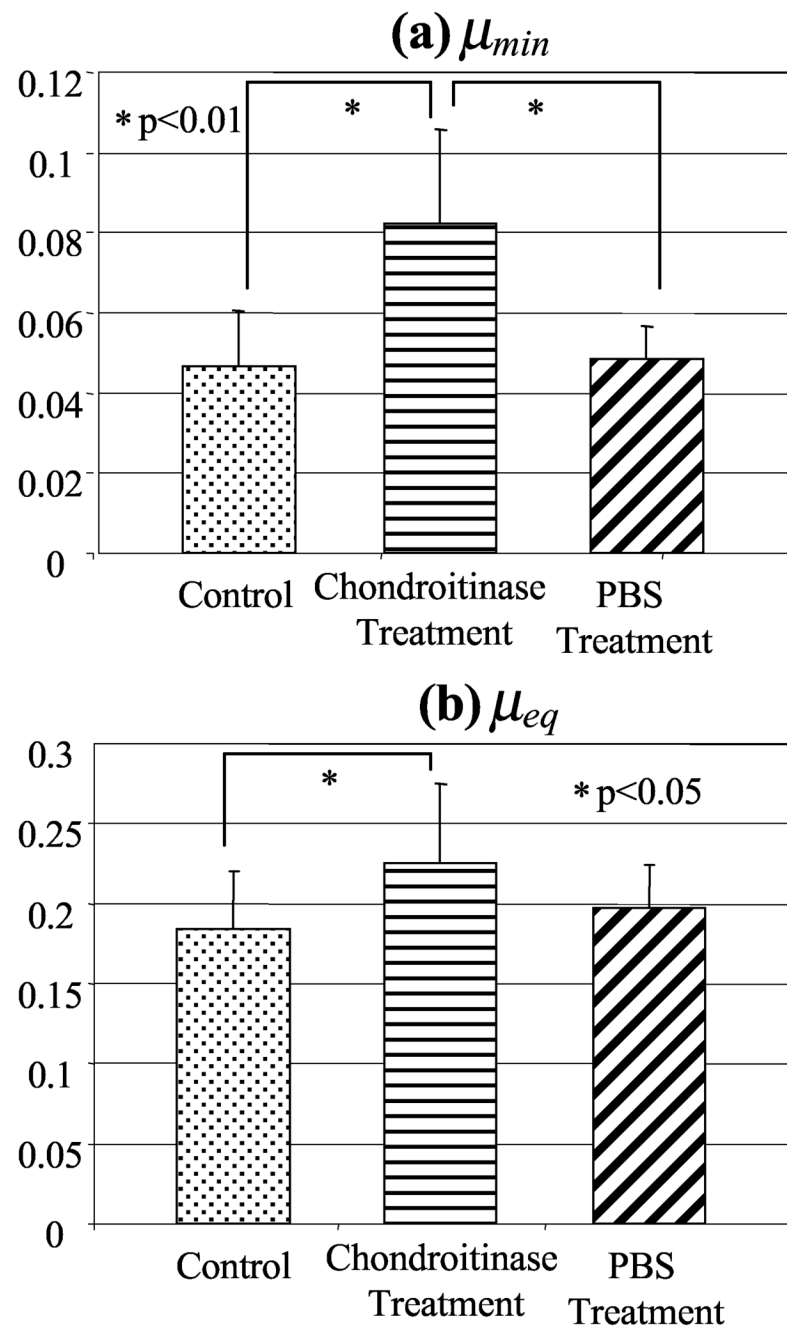 (a) μmin
0.12
* p<0.01
*
*
0.1
0.08
0.06
0.04
0.02
0
Control
Chondroitinase
Treatment
PBS
Treatment
(b) μeq
0.3
*
* p<0.05
0.25
0.2
0.15
0.1
0.05
0
Control
Chondroitinase
Treatment
PBS
Treatment